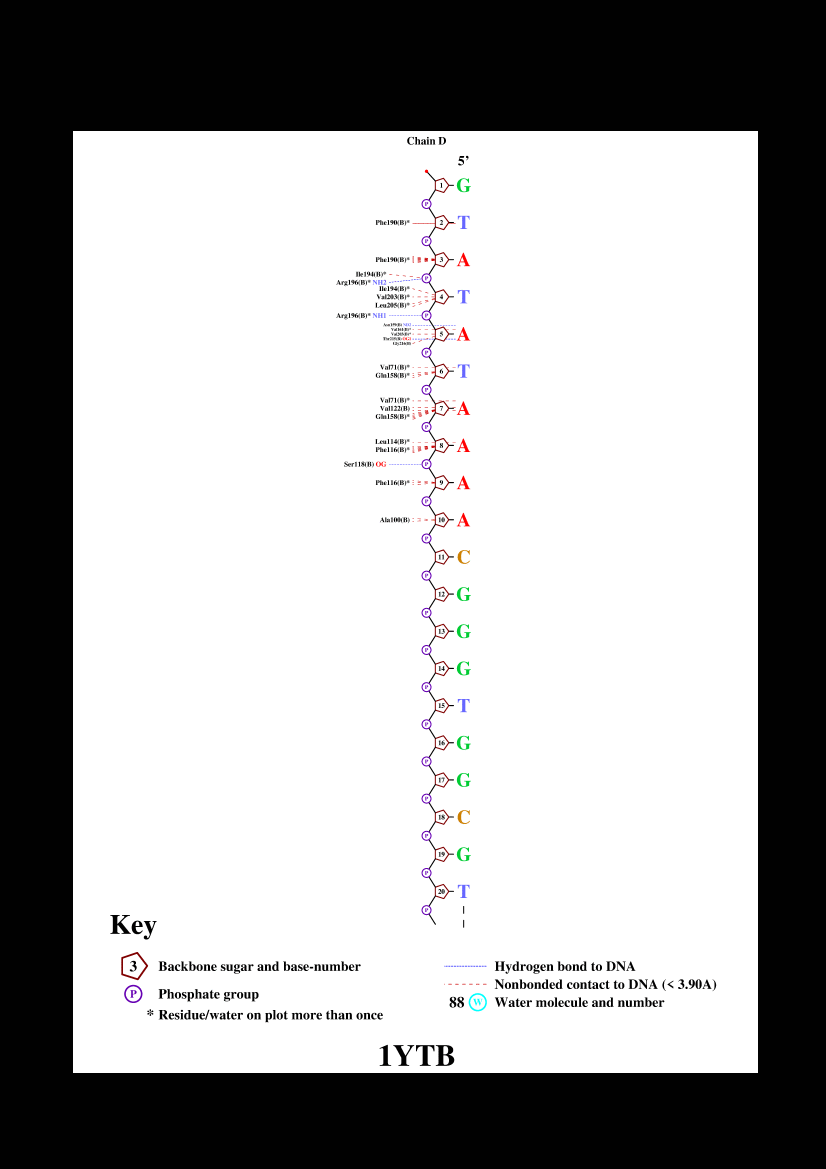 Chain D
5’
1 G
P
Phe190(B)* 2 T
P
Phe190(B)* 3 A
Ile194(B)*
P
Arg196(B)* NH2
Ile194(B)*
Val203(B)* 4 T
Leu205(B)*
Arg196(B)* NH1 P
5 A
P
Val71(B)* 6 T
Gln158(B)*
P
Val71(B)*
Val122(B) 7 A
Gln158(B)*
P
Leu114(B)* 8 A
Phe116(B)*
Ser118(B) OG P
Phe116(B)* 9 A
P
Ala100(B) 10 A
P
11 C
P
12 G
P
13 G
P
14 G
P
15 T
P
16 G
P
17 G
P
18 C
P
19 G
P
20 T
P
Key
3 Backbone sugar and base-number
P Phosphate group
* Residue/water on plot more than once
Hydrogen bond to DNA
Nonbonded contact to DNA (< 3.90A)
88 W Water molecule and number
1YTB